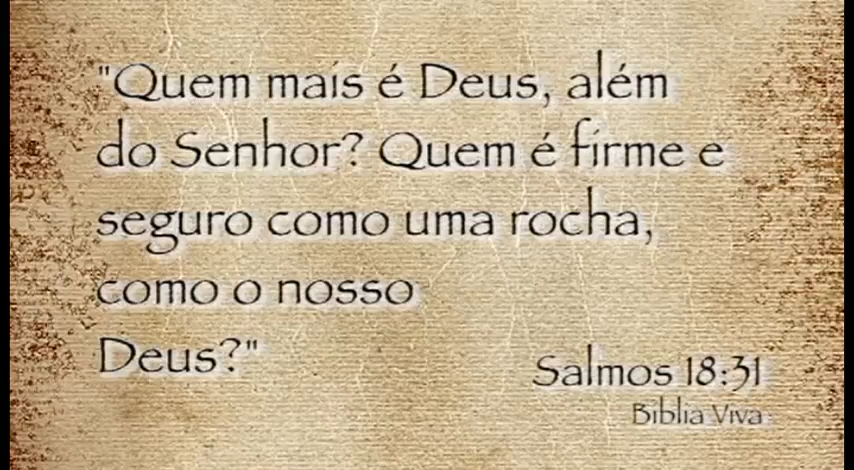 "Quem mais é Deus, além
do Senhor? Quem é firme e
seguro como uma rocha,
como o nosso
Deus?"
Salmos 18:31
Biblia Viva